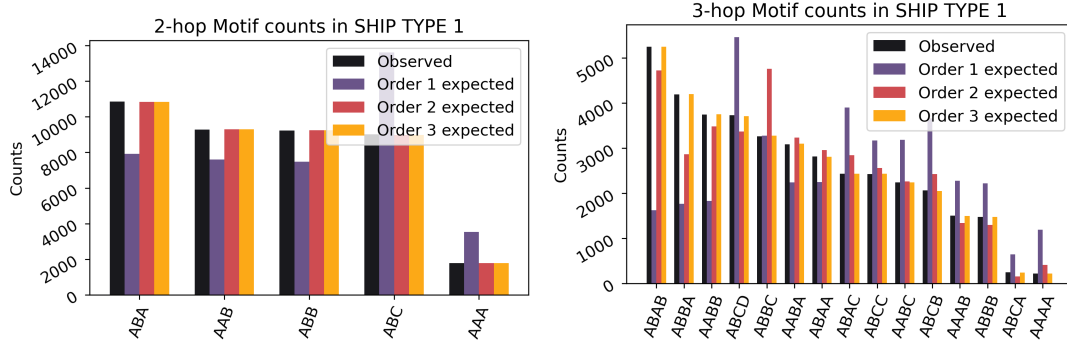 2-hop Motif counts in SHIP TYPE 1
Counts
14000
12000
10000
8000
6000
4000
2000
0
Observed
Order 1 expected
Order 2 expected
Order 3 expected
ABA
AAB
ABB
ABC
AAA
3-hop Motif counts in SHIP TYPE 1
Counts
5000
4000
3000
2000
1000
0
Observed
Order 1 expected
Order 2 expected
Order 3 expected
ABAB
ABBA
AABB
ABCD
ABBC
AABA
ABAA
ABAC
ABCC
AABC
ABCB
AAAB
ABBB
ABCA
AAAA